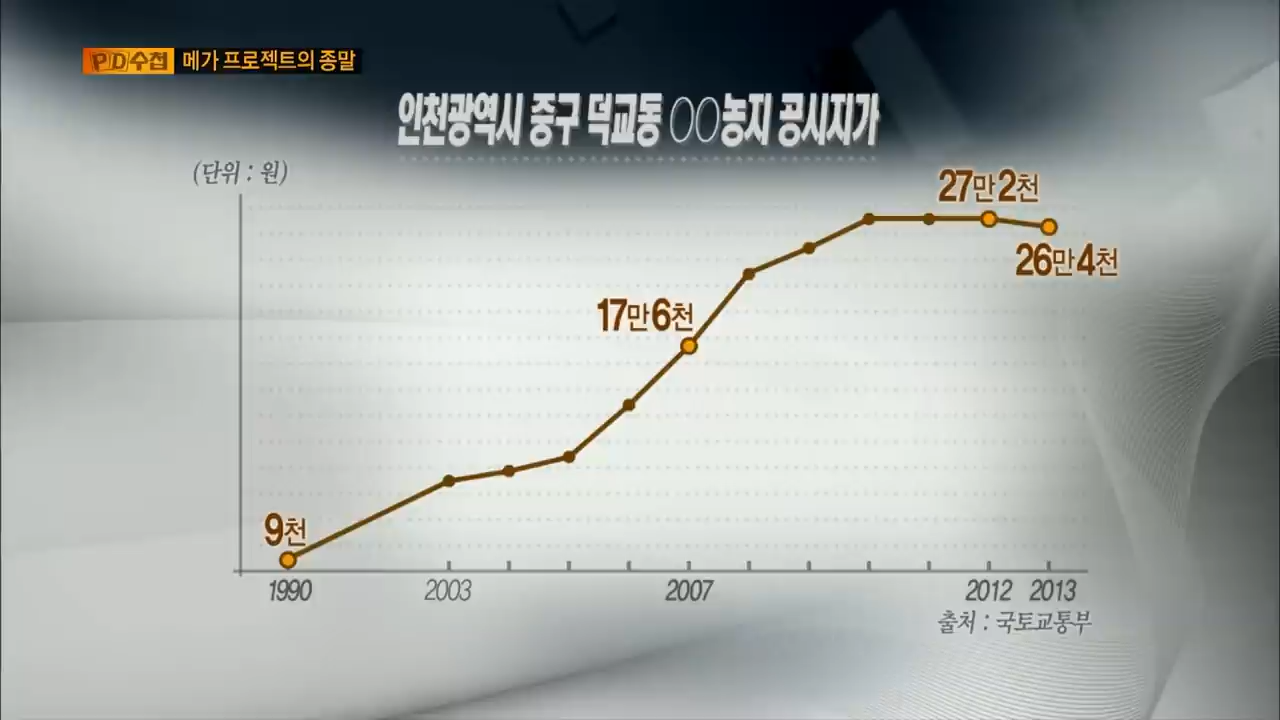 PD수첩 메가 프로젝트의 종말
인천광역시 중구 덕교동 ○○농지 공시지가
(단위 : 원)
27만 2천
26만 4천
17만 6천
9천
1990 2003 2007 2012 2013
출처 : 국토교통부